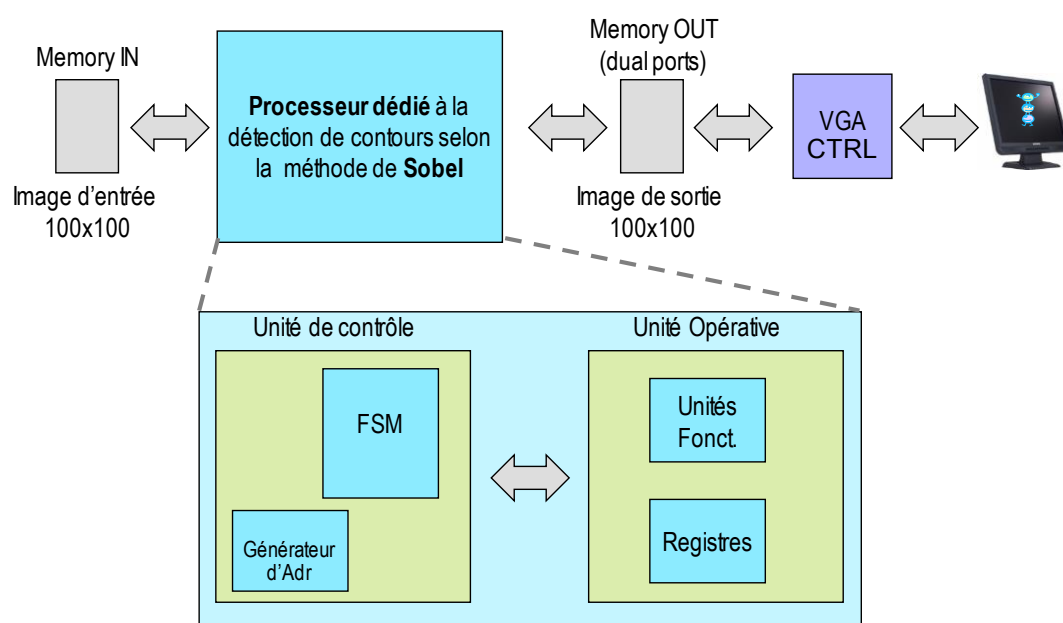 Memory IN
Image d'entrée
100x100
Processeur dédié à la
détection de contours selon
la méthode de Sobel
Memory OUT
(dual ports)
Image de sortie
100x100
VGA
CTRL
Unité de contrôle
FSM
Générateur
d'Adr
Unité Opérative
Unités
Fonct.
Registres